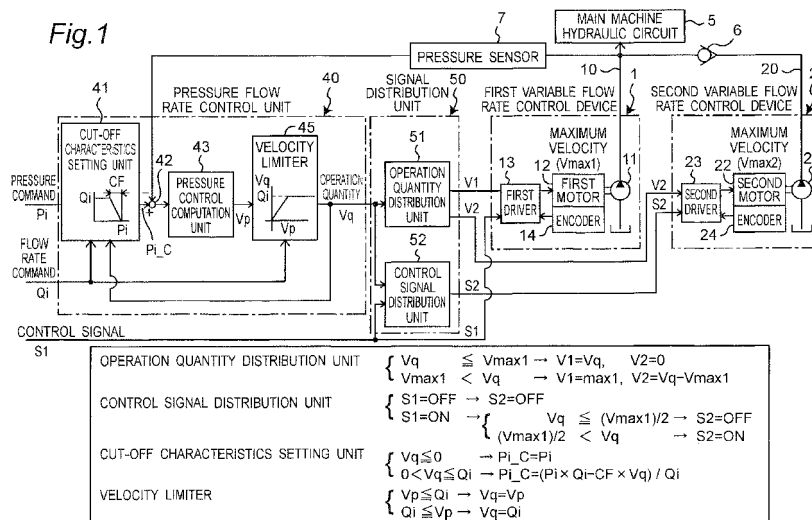 Fig.1
7
PRESSURE SENSOR
MAIN MACHINE
HYDRAULIC CIRCUIT
5
6
10
20
41
PRESSURE FLOW
RATE CONTROL UNIT
40
SIGNAL
DISTRIBUTION
UNIT
50
FIRST VARIABLE FLOW
RATE CONTROL DEVICE
1
SECOND VARIABLE FLOW
RATE CONTROL DEVICE
CUT-OFF
CHARACTERISTICS
SETTING UNIT
CF
Qi
Pi
42
Pi_C
43
PRESSURE
CONTROL
COMPUTATION
UNIT
Vp
45
VELOCITY
LIMITER
Vq
Qi
Vp
OPERATION
QUANTITY
Vq
51
OPERATION
QUANTITY
DISTRIBUTION
UNIT
V1
V2
52
CONTROL
SIGNAL
DISTRIBUTION
UNIT
S2
S1
MAXIMUM
VELOCITY
(Vmax1)
13
FIRST
DRIVER
12
FIRST
MOTOR
ENCODER
14
11
V2
S2
MAXIMUM
VELOCITY
(Vmax2)
23
SECOND
DRIVER
22
SECOND
MOTOR
ENCODER
24
PRESSURE
COMMAND
Pi
FLOW
RATE
COMMAND
Qi
CONTROL SIGNAL
S1
OPERATION QUANTITY DISTRIBUTION UNIT { Vq ≦ Vmax1 → V1=Vq, V2=0
Vmax1 < Vq → V1=max1, V2=Vq−Vmax1
CONTROL SIGNAL DISTRIBUTION UNIT { S1=OFF → S2=OFF
S1=ON → { Vq ≦ (Vmax1)/2 → S2=OFF
(Vmax1)/2 < Vq → S2=ON
CUT-OFF CHARACTERISTICS SETTING UNIT { Vq≦0 → Pi_C=Pi
0<Vq≦Qi → Pi_C=(Pi×Qi−CF×Vq) / Qi
VELOCITY LIMITER { Vp≦Qi → Vq=Vp
Qi≦Vp → Vq=Qi